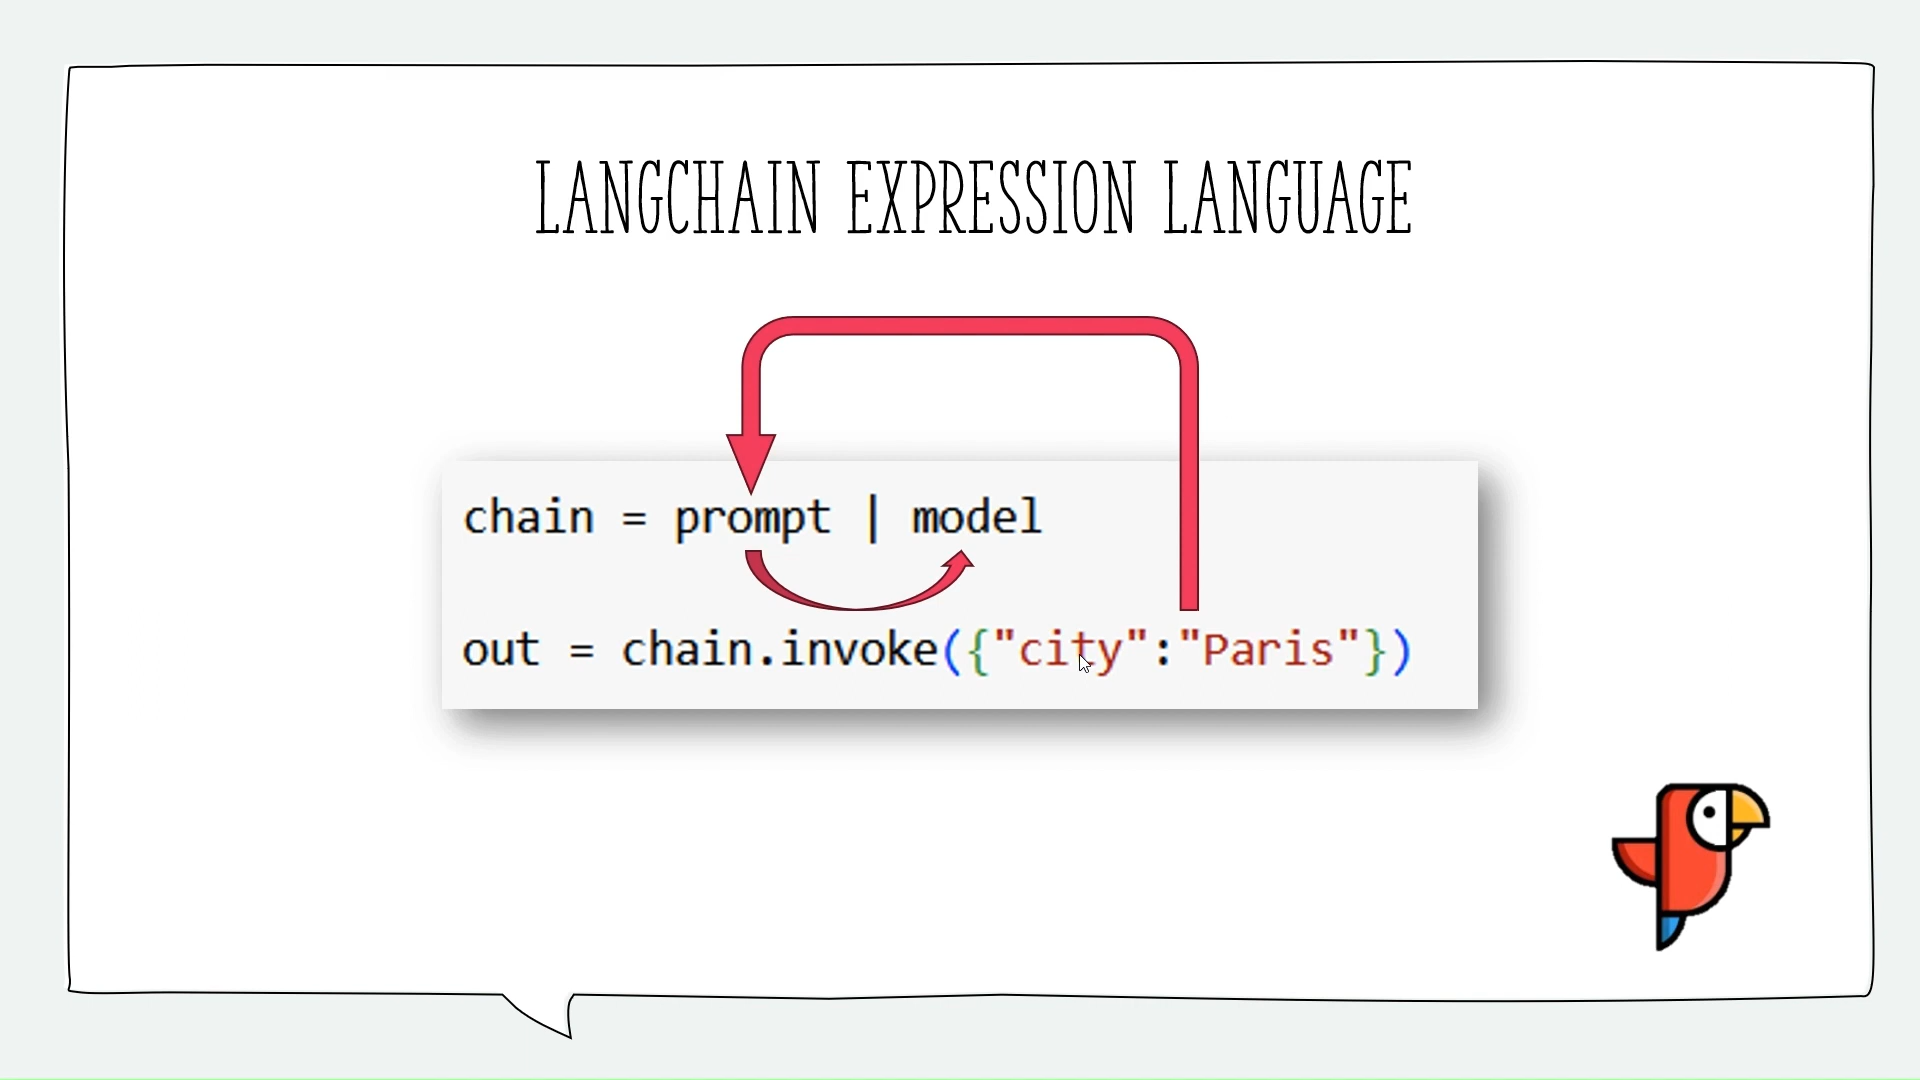 LANGCHAIN EXPRESSION LANGUAGE
chain = prompt | model
out = chain.invoke({"city":"Paris"})